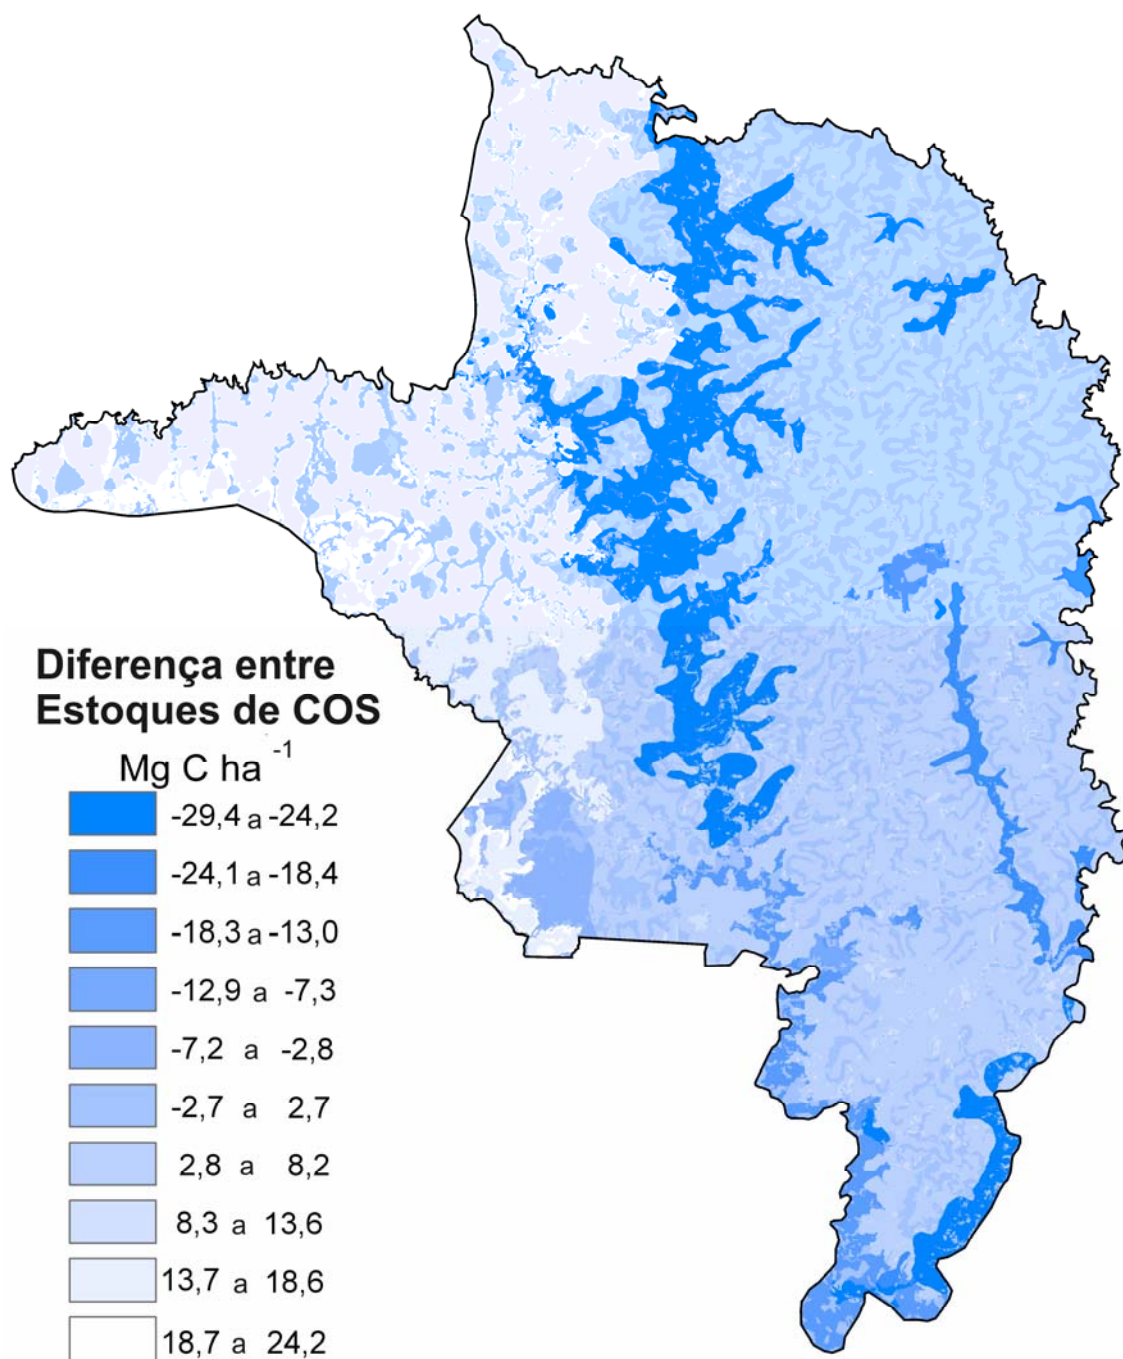 Diferença entre
Estoques de COS
Mg C ha -1
-29,4 a -24,2
-24,1 a -18,4
-18,3 a -13,0
-12,9 a -7,3
-7,2 a -2,8
-2,7 a 2,7
2,8 a 8,2
8,3 a 13,6
13,7 a 18,6
18,7 a 24,2